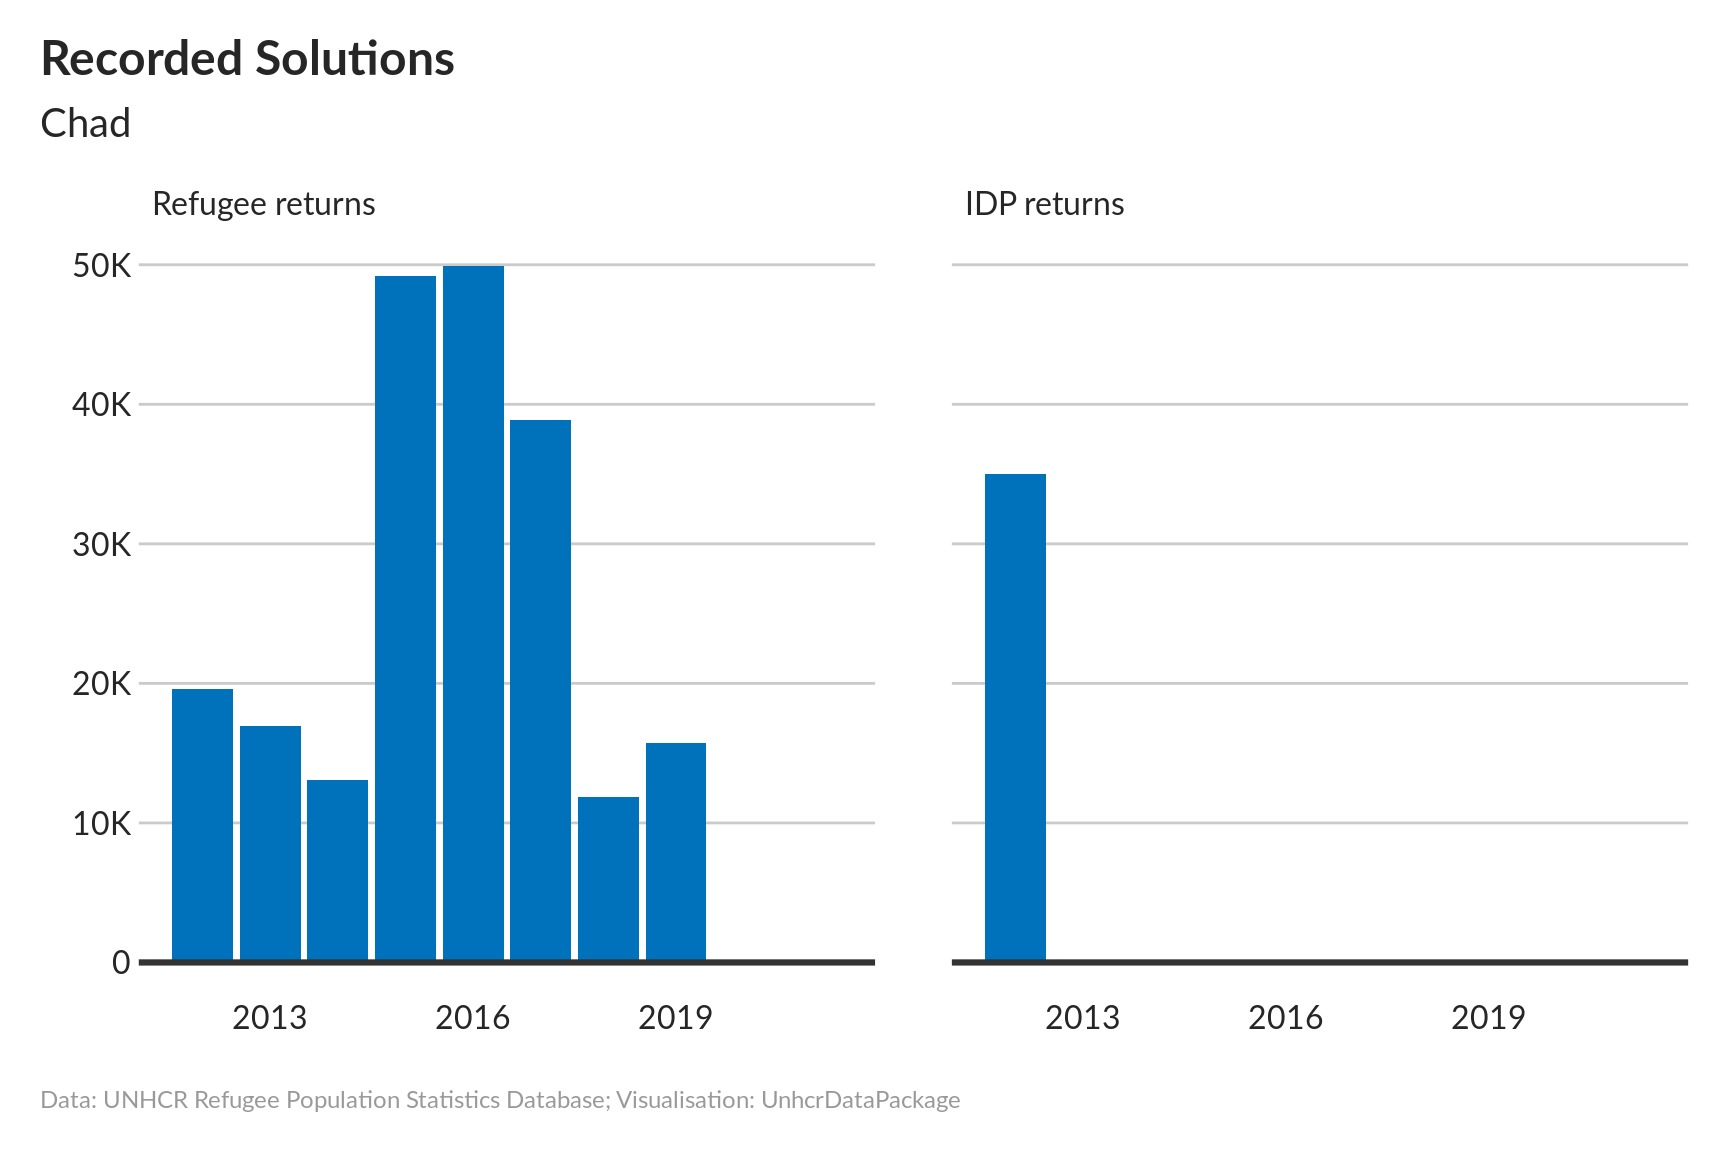 Recorded Solutions
Chad
Refugee returns
IDP returns
50K
40K
30K
20K
10K
0
2013 2016 2019
2013 2016 2019
Data: UNHCR Refugee Population Statistics Database; Visualisation: UnhcrDataPackage